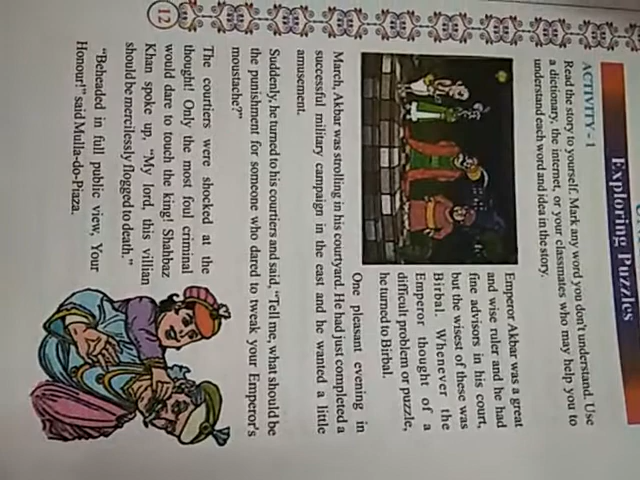 Exploring Puzzles
ACTIVITY-1
Read the story to yourself. Mark any word you don't understand. Use
a dictionary, the internet, or your classmates who may help you to
understand each word and idea in the story.
Emperor Akbar was a great
and wise ruler and he had
fine advisors in his court,
but the wisest of these was
Birbal. Whenever the
Emperor thought of a
difficult problem or puzzle,
he turned to Birbal.
One pleasant evening in
March, Akbar was strolling in his courtyard. He had just completed a
successful military campaign in the east and he wanted a little
amusement.
Suddenly, he turned to his courtiers and said, "Tell me, what should be
the punishment for someone who dared to tweak your Emperor's
moustache?"
The courtiers were shocked at the
thought! Only the most foul criminal
would dare to touch the king! Shahbaz
Khan spoke up, "My lord, this villian
should be mercilessly flogged to death."
"Beheaded in full public view, Your
Honour!" said Mulla-do-Piaza.
12